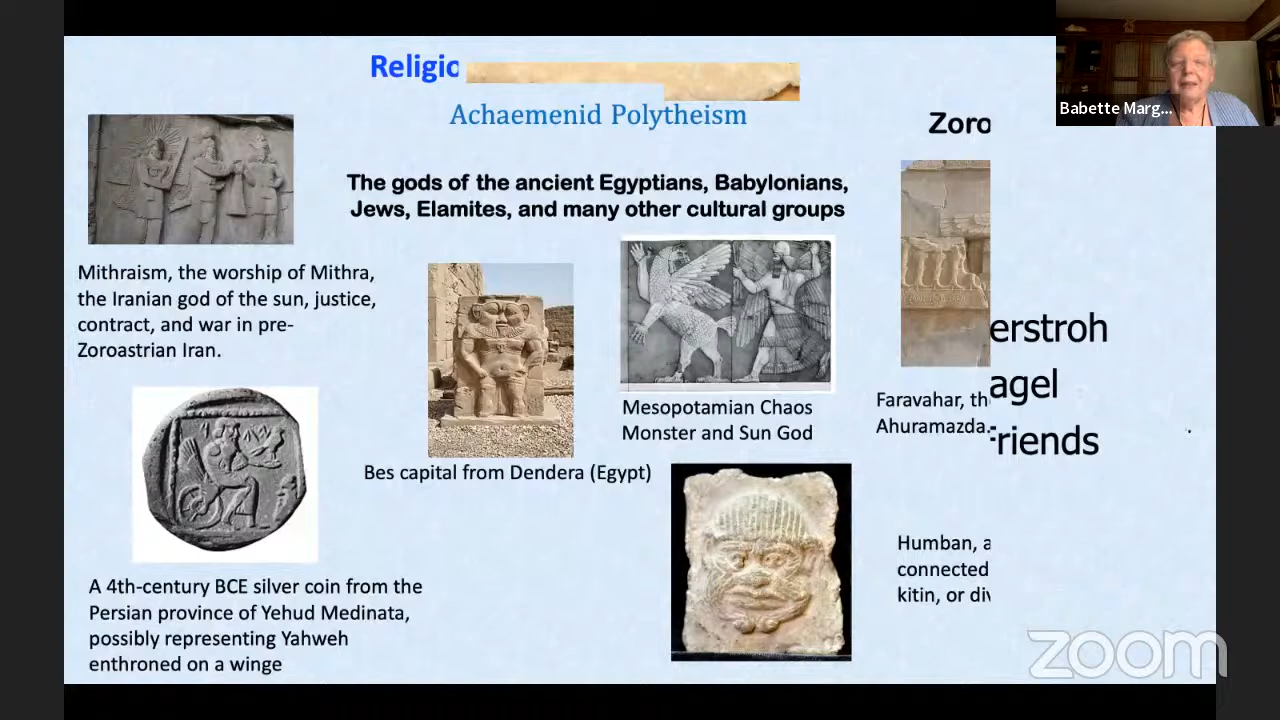 Religio
Achaemenid Polytheism
Zoro
Babette Marg...
The gods of the ancient Egyptians, Babylonians,
Jews, Elamites, and many other cultural groups
Mithraism, the worship of Mithra,
the Iranian god of the sun, justice,
contract, and war in pre-
Zoroastrian Iran.
Mesopotamian Chaos
Monster and Sun God
Bes capital from Dendera (Egypt)
Faravahar, th
Ahuramazda.
erstroh
agel
riends
A 4th-century BCE silver coin from the
Persian province of Yehud Medinata,
possibly representing Yahweh
enthroned on a winge
Humban, a
connected
kitin, or div
zoom